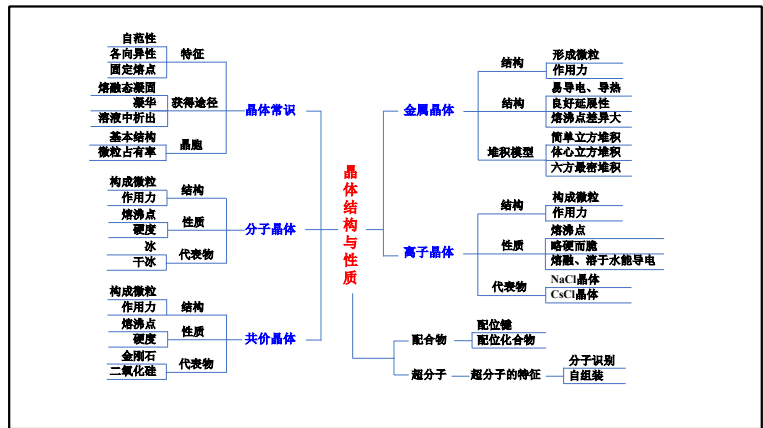 晶体结构与性质
晶体常识
特征
自范性
各向异性
固定熔点
获得途径
熔融态凝固
凝华
溶液中析出
晶胞
基本结构
微粒占有率
分子晶体
结构
构成微粒
作用力
性质
熔沸点
硬度
代表物
冰
干冰
共价晶体
结构
构成微粒
作用力
性质
熔沸点
硬度
代表物
金刚石
二氧化硅
金属晶体
结构
形成微粒
作用力
结构
易导电、导热
良好延展性
熔沸点差异大
堆积模型
简单立方堆积
体心立方堆积
六方最密堆积
离子晶体
结构
构成微粒
作用力
性质
熔沸点
略硬而脆
熔融、溶于水能导电
代表物
NaCl晶体
CsCl晶体
配合物
配位键
配位化合物
超分子
超分子的特征
分子识别
自组装